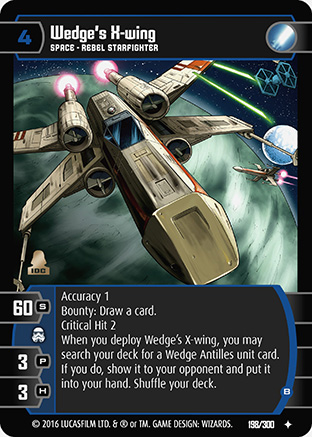 4 Wedge's X-wing
SPACE - REBEL STARFIGHTER
IDC
60 S
3 P
3 H
Accuracy 1
Bounty: Draw a card.
Critical Hit 2
When you deploy Wedge's X-wing, you may
search your deck for a Wedge Antilles unit card.
If you do, show it to your opponent and put it
into your hand. Shuffle your deck.
B
© 2016 LUCASFILM LTD. & ® or TM. GAME DESIGN: WIZARDS. 198/300